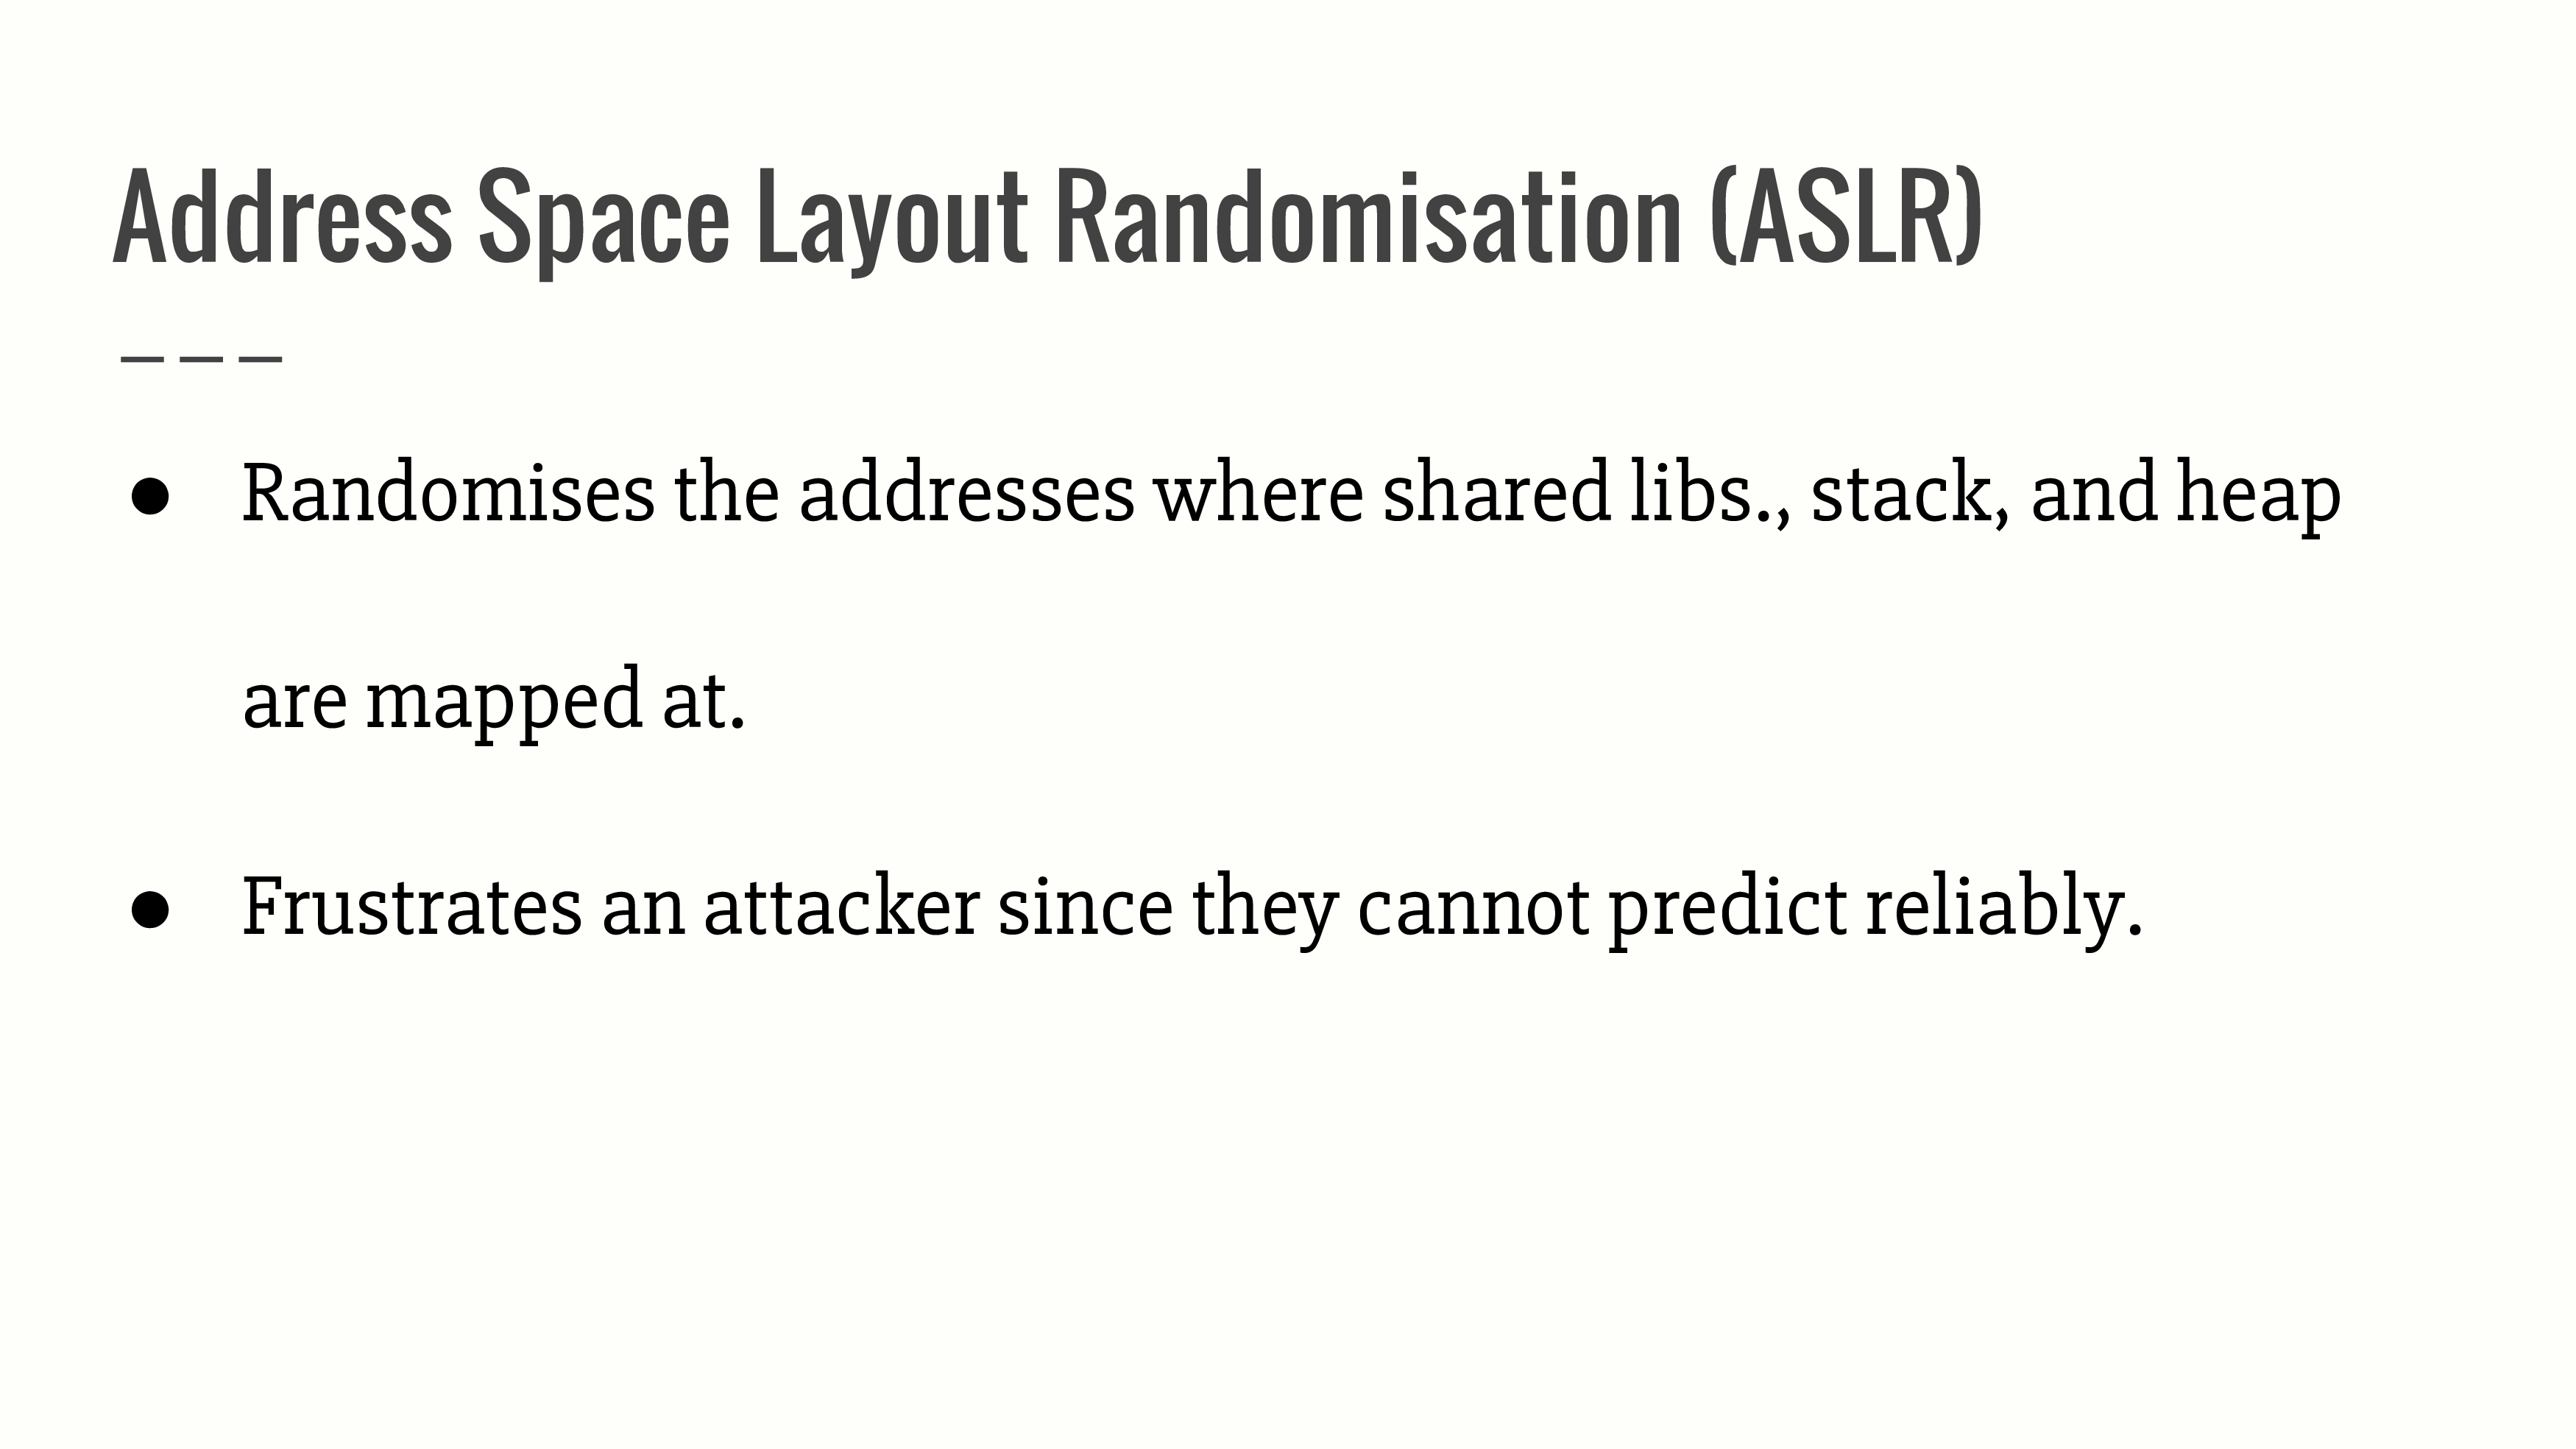 Address Space Layout Randomisation (ASLR)
● Randomises the addresses where shared libs., stack, and heap
are mapped at.
● Frustrates an attacker since they cannot predict reliably.